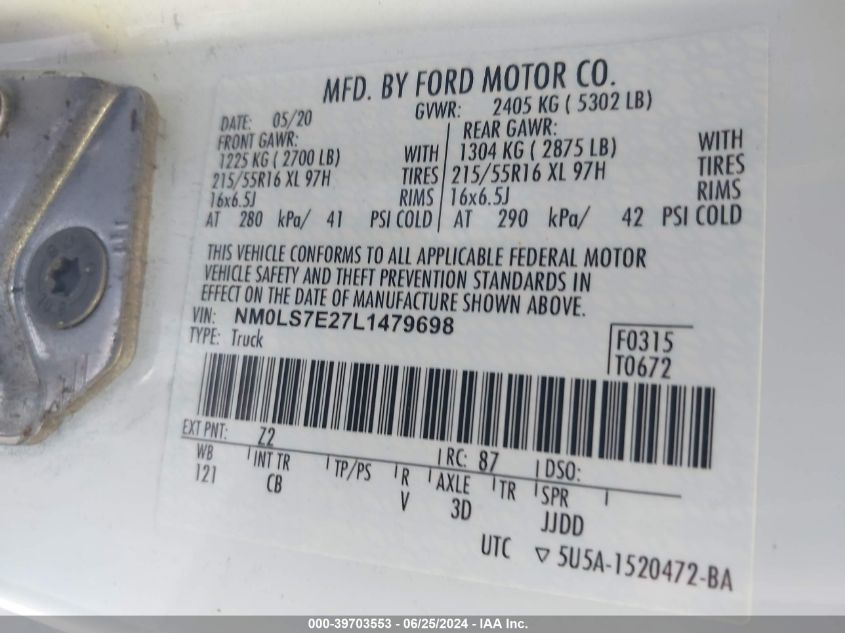 MFD. BY FORD MOTOR CO.
DATE: 05/20 GVWR: 2405 KG ( 5302 LB)
FRONT GAWR: REAR GAWR:
1225 KG ( 2700 LB) WITH 1304 KG ( 2875 LB) WITH
215/55R16 XL 97H TIRES 215/55R16 XL 97H TIRES
16x6.5J RIMS 16x6.5J RIMS
AT 280 kPa/ 41 PSI COLD AT 290 kPa/ 42 PSI COLD
THIS VEHICLE CONFORMS TO ALL APPLICABLE FEDERAL MOTOR
VEHICLE SAFETY AND THEFT PREVENTION STANDARDS IN
EFFECT ON THE DATE OF MANUFACTURE SHOWN ABOVE.
VIN: NM0LS7E27L1479698
TYPE: Truck F0315
T0672
EXT PNT: Z2 RC: 87 DSO:
WB INT TR TP/PS R AXLE TR SPR
121 CB V 3D JJDD
UTC ▽ 5U5A-1520472-BA
000-39703553 / 06/25/2024 - IAA Inc.